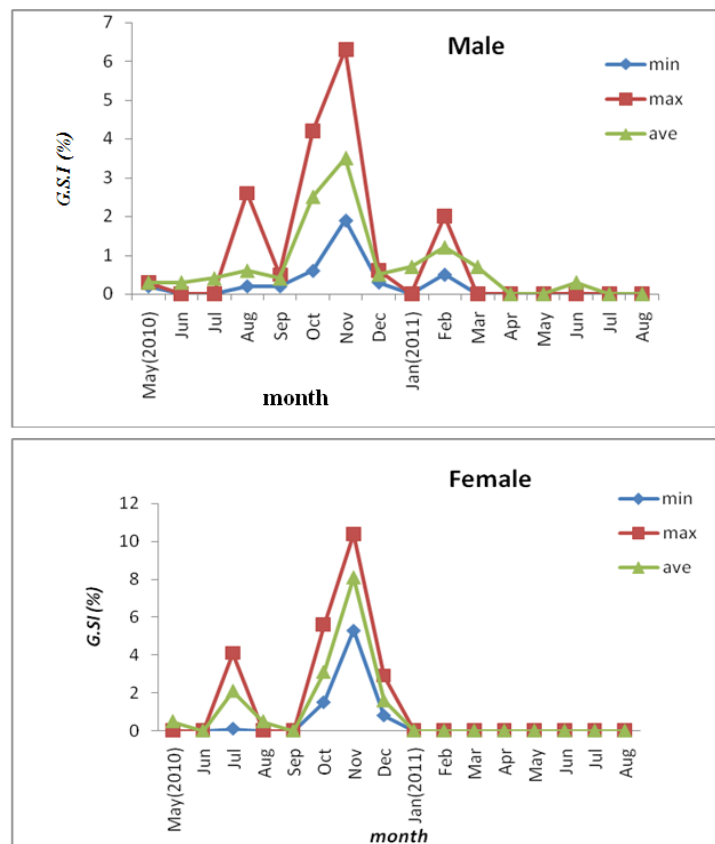 Male
7
6
5
4
3
2
1
0
G.S.I (%)
min
max
ave
May(2010)
Jun
Jul
Aug
Sep
Oct
Nov
Dec
Jan(2011)
Feb
Mar
Apr
May
Jun
Jul
Aug
month
Female
12
10
8
6
4
2
0
G.SI (%)
min
max
ave
May(2010)
Jun
Jul
Aug
Sep
Oct
Nov
Dec
Jan(2011)
Feb
Mar
Apr
May
Jun
Jul
Aug
month